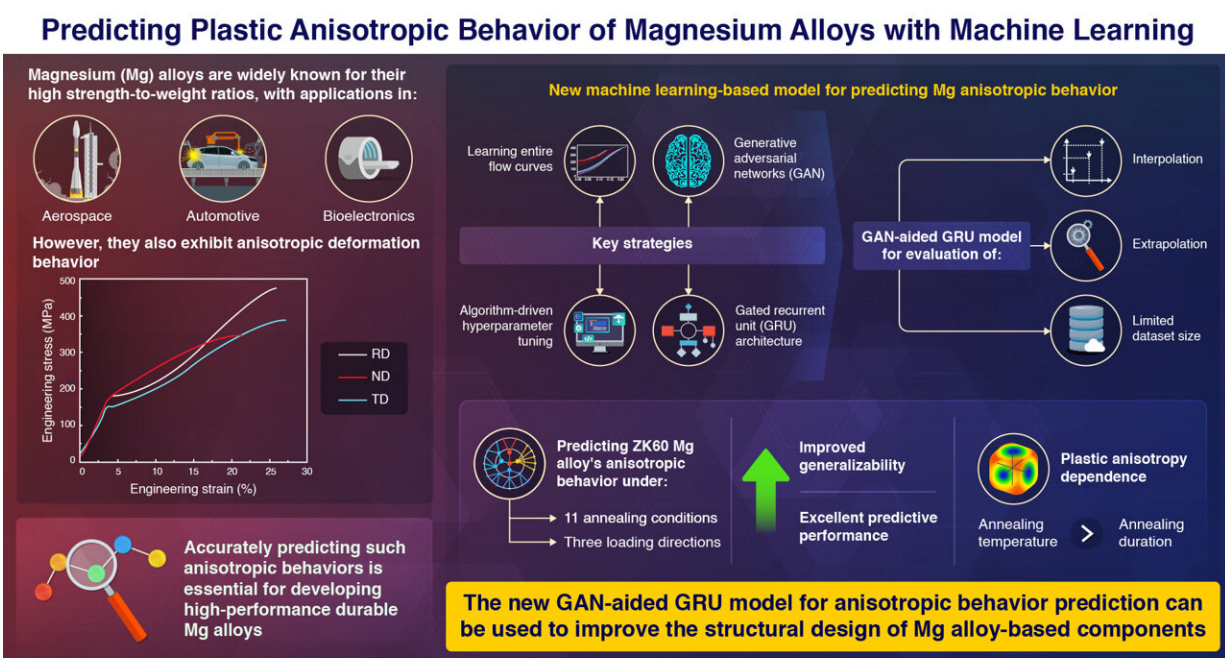 Predicting Plastic Anisotropic Behavior of Magnesium Alloys with Machine Learning
Magnesium (Mg) alloys are widely known for their
high strength-to-weight ratios, with applications in:
Aerospace
Automotive
Bioelectronics
However, they also exhibit anisotropic deformation
behavior
Engineering stress (MPa)
500
400
300
200
100
0
0
5
10
15
20
25
30
Engineering strain (%)
RD
ND
TD
Accurately predicting such
anisotropic behaviors is
essential for developing
high-performance durable
Mg alloys
New machine learning-based model for predicting Mg anisotropic behavior
Learning entire
flow curves
Generative
adversarial
networks (GAN)
Key strategies
Algorithm-driven
hyperparameter
tuning
Gated recurrent
unit (GRU)
architecture
GAN-aided GRU model
for evaluation of:
Interpolation
Extrapolation
Limited
dataset size
Predicting ZK60 Mg
alloy's anisotropic
behavior under:
11 annealing conditions
Three loading directions
Improved
generalizability
Excellent predictive
performance
Plastic anisotropy
dependence
Annealing
temperature
>
Annealing
duration
The new GAN-aided GRU model for anisotropic behavior prediction can
be used to improve the structural design of Mg alloy-based components